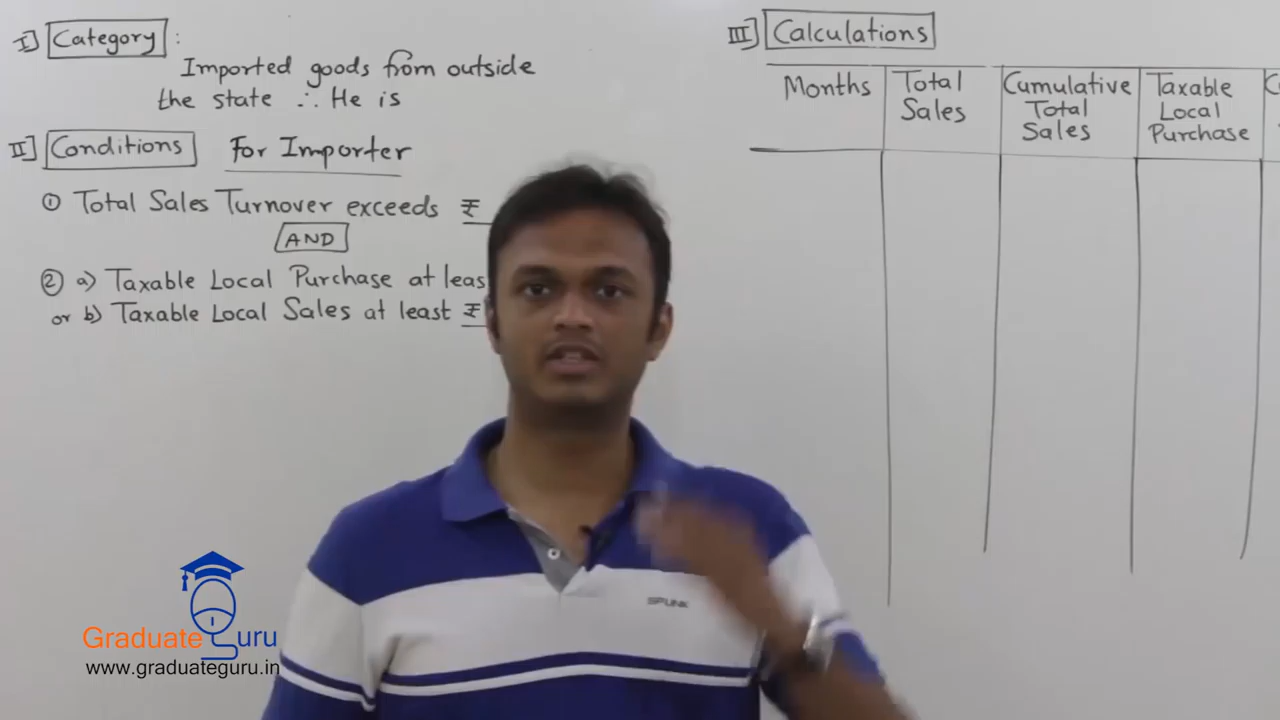 I] Category :
Imported goods from outside
the state ∴ He is
II] Conditions For Importer
① Total Sales Turnover exceeds ₹
AND
② a) Taxable Local Purchase at leas
or b) Taxable Local Sales at least ₹
III] Calculations
Months
Total
Sales
Cumulative
Total
Sales
Taxable
Local
Purchase
C
SPUNK
Graduate Guru
www.graduateguru.in